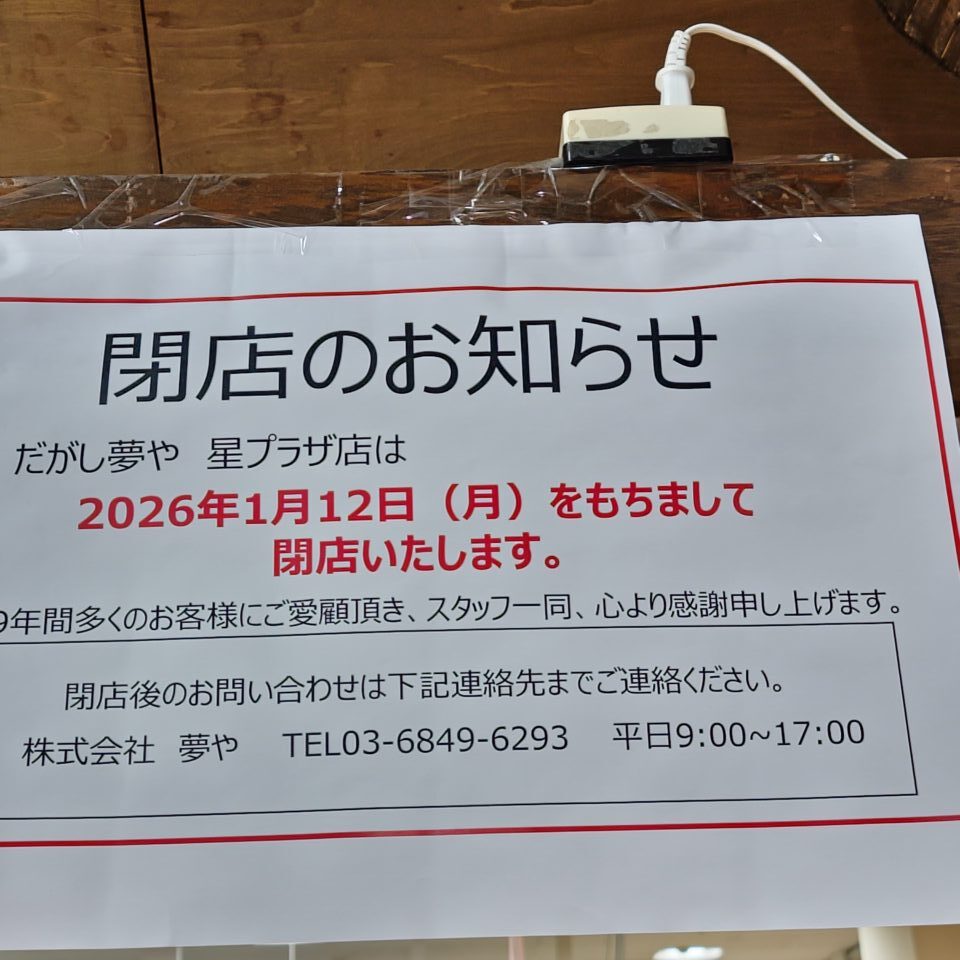 閉店のお知らせ
だがし夢や 星プラザ店は
2026年1月12日（月）をもちまして
閉店いたします。
9年間多くのお客様にご愛顧頂き、スタッフ一同、心より感謝申し上げます。
閉店後のお問い合わせは下記連絡先までご連絡ください。
株式会社 夢や TEL03-6849-6293 平日9:00~17:00